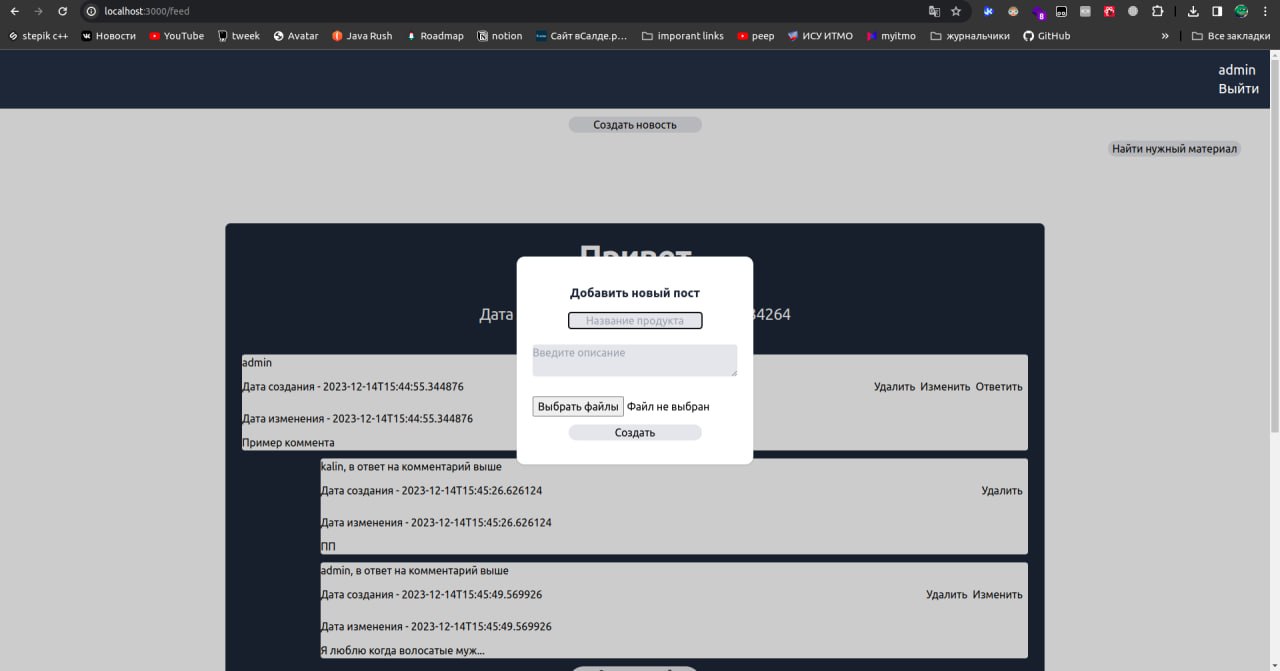 localhost:3000/feed
8
stepik c++ Новости YouTube tweek Avatar Java Rush Roadmap notion Сайт вСалде.р... imporant links peep ИСУ ИТМО myitmo журнальчики GitHub » Все закладки
admin
Выйти
Создать новость
Найти нужный материал
Привет
Дата
34264
Добавить новый пост
Название продукта
Введите описание
Выбрать файлы Файл не выбран
Создать
admin
Дата создания - 2023-12-14T15:44:55.344876
Удалить Изменить Ответить
Дата изменения - 2023-12-14T15:44:55.344876
Пример коммента
kalin, в ответ на комментарий выше
Дата создания - 2023-12-14T15:45:26.626124
Удалить
Дата изменения - 2023-12-14T15:45:26.626124
ПП
admin, в ответ на комментарий выше
Дата создания - 2023-12-14T15:45:49.569926
Удалить Изменить
Дата изменения - 2023-12-14T15:45:49.569926
Я люблю когда волосатые муж...